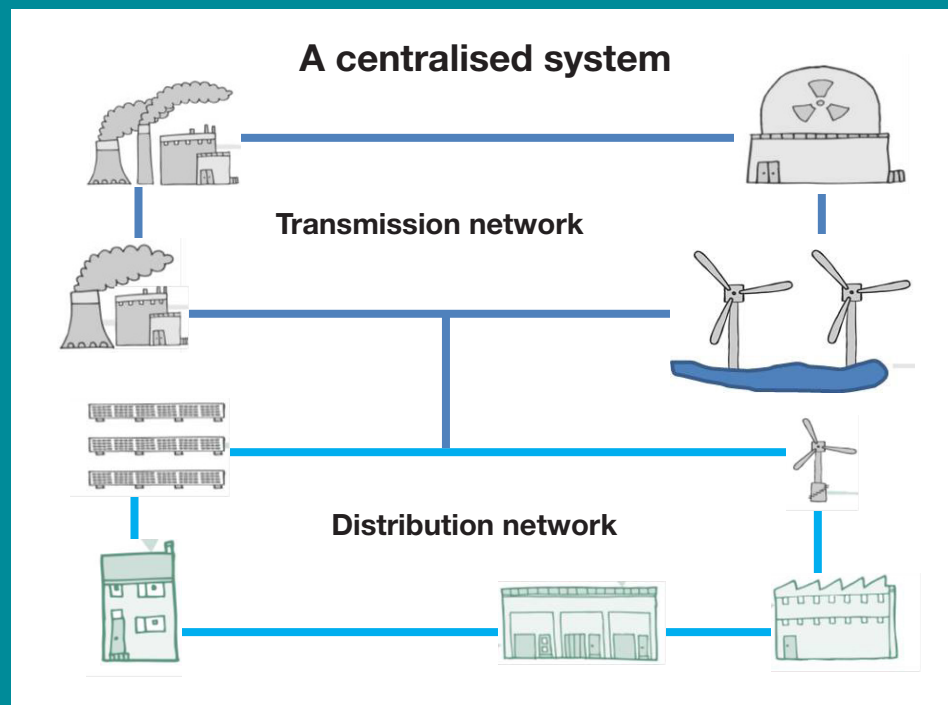 A centralised system
Transmission network
Distribution network